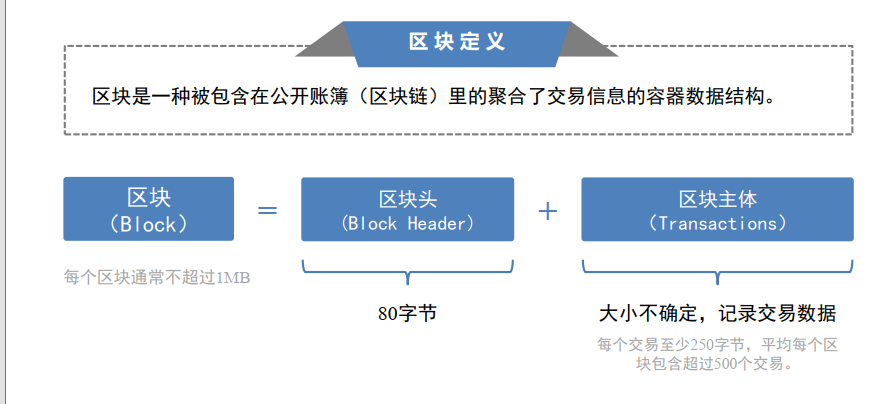 区块定义
区块是一种被包含在公开账簿（区块链）里的聚合了交易信息的容器数据结构。
区块
（Block）
=
区块头
（Block Header）
+
区块主体
（Transactions）
每个区块通常不超过1MB
80字节
大小不确定，记录交易数据
每个交易至少250字节，平均每个区
块包含超过500个交易。